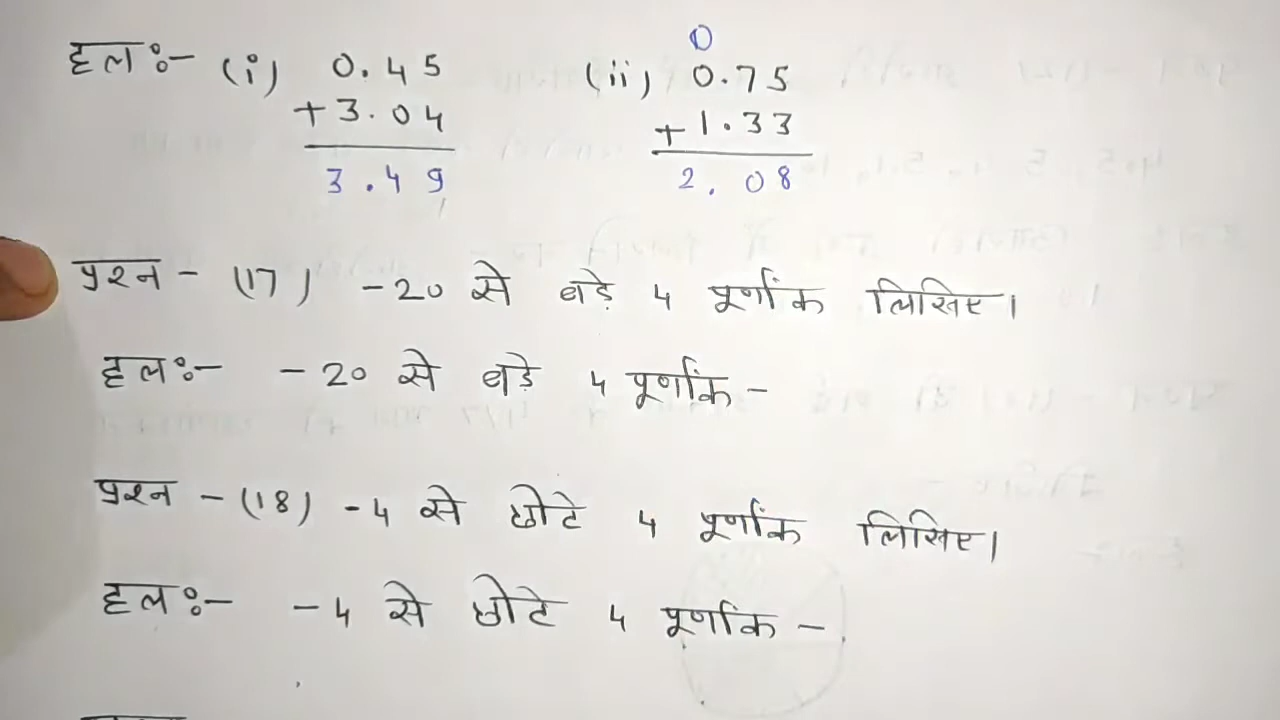 हल:- (i) 0.45 (ii) 0 0.75
+3.04 +1.33
3.49 2.08
प्रश्न - (17) -20 से बड़े 4 पूर्णांक लिखिए।
हल:- -20 से बड़े 4 पूर्णांक -
प्रश्न - (18) -4 से छोटे 4 पूर्णांक लिखिए।
हल:- -4 से छोटे 4 पूर्णांक -